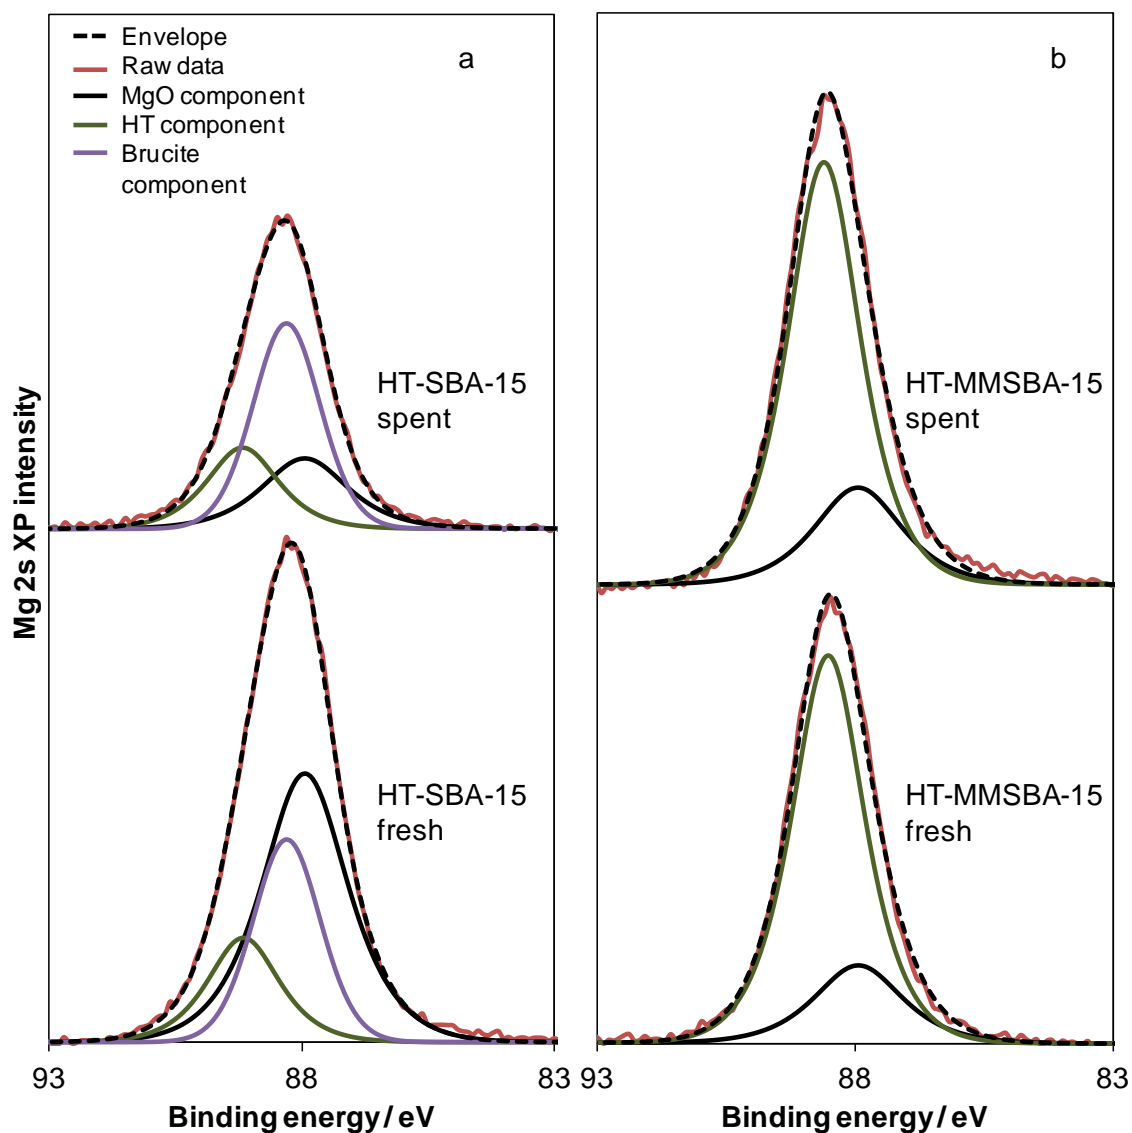 Envelope
Raw data
MgO component
HT component
Brucite
component
a
b
HT-SBA-15
spent
HT-MMSBA-15
spent
Mg 2s XP intensity
HT-SBA-15
fresh
HT-MMSBA-15
fresh
93
88
83
93
88
83
Binding energy / eV
Binding energy / eV